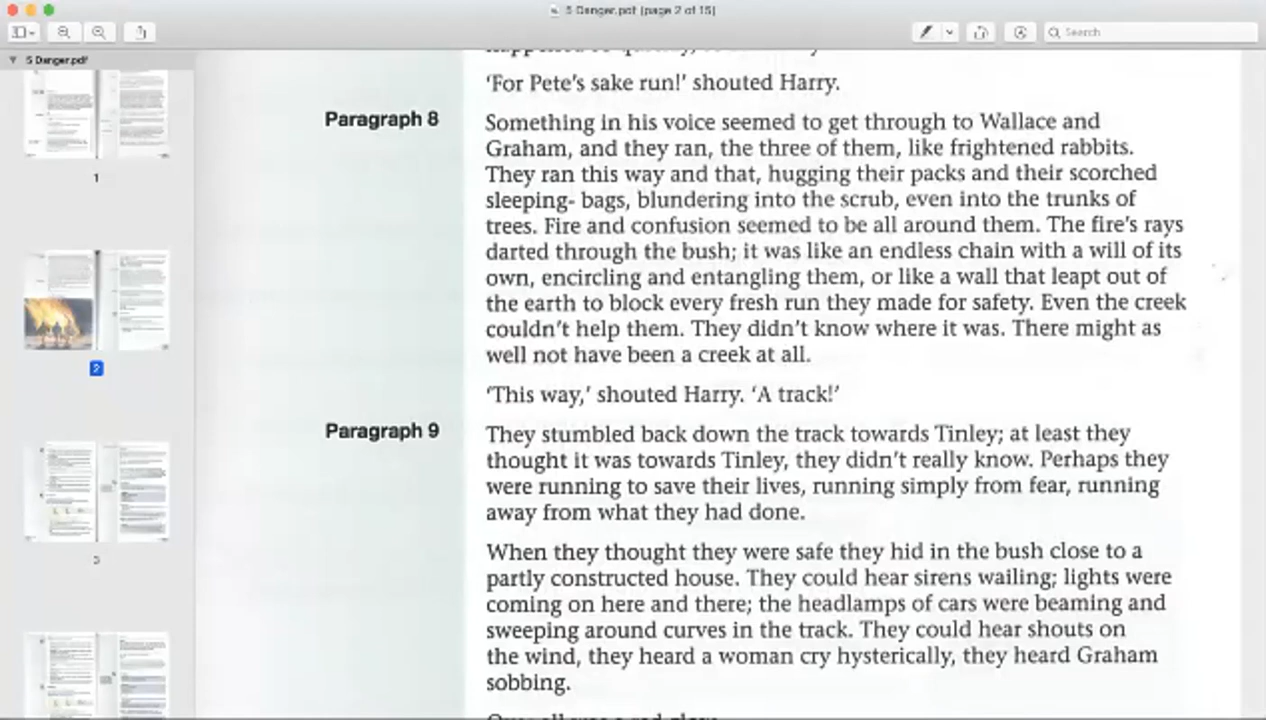 5 Danger.pdf (page 2 of 15)
Search
5 Danger.pdf
1
2
3
'For Pete's sake run!' shouted Harry.
Paragraph 8
Something in his voice seemed to get through to Wallace and
Graham, and they ran, the three of them, like frightened rabbits.
They ran this way and that, hugging their packs and their scorched
sleeping- bags, blundering into the scrub, even into the trunks of
trees. Fire and confusion seemed to be all around them. The fire's rays
darted through the bush; it was like an endless chain with a will of its
own, encircling and entangling them, or like a wall that leapt out of
the earth to block every fresh run they made for safety. Even the creek
couldn't help them. They didn't know where it was. There might as
well not have been a creek at all.
'This way,' shouted Harry. 'A track!'
Paragraph 9
They stumbled back down the track towards Tinley; at least they
thought it was towards Tinley, they didn't really know. Perhaps they
were running to save their lives, running simply from fear, running
away from what they had done.
When they thought they were safe they hid in the bush close to a
partly constructed house. They could hear sirens wailing; lights were
coming on here and there; the headlamps of cars were beaming and
sweeping around curves in the track. They could hear shouts on
the wind, they heard a woman cry hysterically, they heard Graham
sobbing.